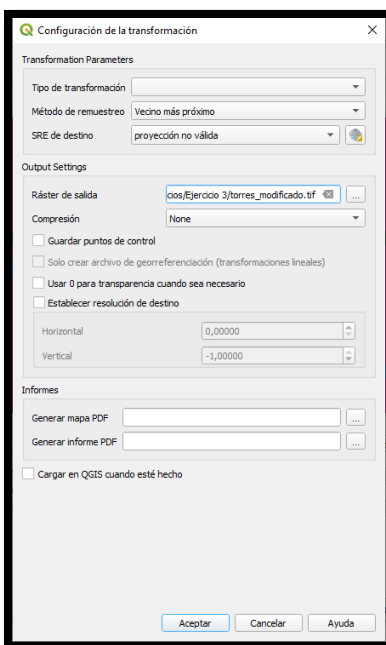 Configuración de la transformación
Transformation Parameters
Tipo de transformación
Método de remuestreo Vecino más próximo
SRE de destino proyección no válida
Output Settings
Ráster de salida cios/Ejercicio 3/torres_modificado.tif ...
Compresión None
Guardar puntos de control
Solo crear archivo de georreferenciación (transformaciones lineales)
Usar 0 para transparencia cuando sea necesario
Establecer resolución de destino
Horizontal 0,00000
Vertical -1,00000
Informes
Generar mapa PDF ...
Generar informe PDF ...
Cargar en QGIS cuando esté hecho
Aceptar Cancelar Ayuda